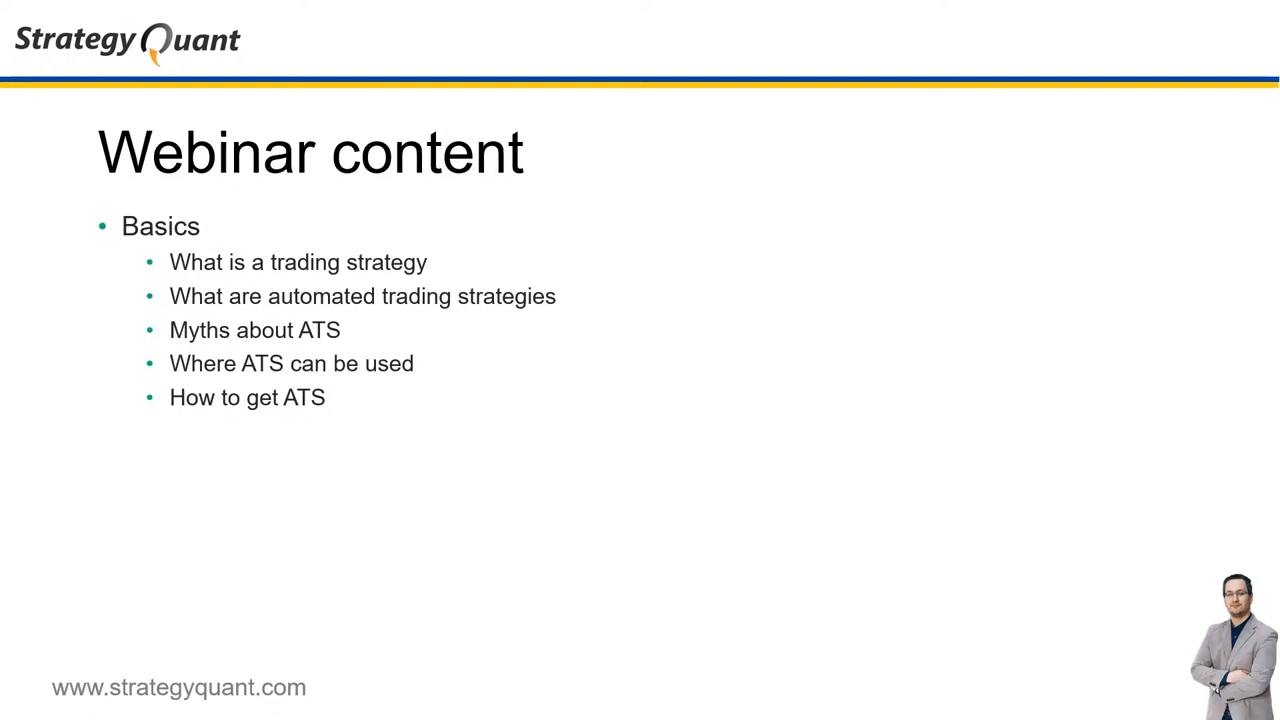 StrategyQuant
Webinar content
• Basics
• What is a trading strategy
• What are automated trading strategies
• Myths about ATS
• Where ATS can be used
• How to get ATS
www.strategyquant.com